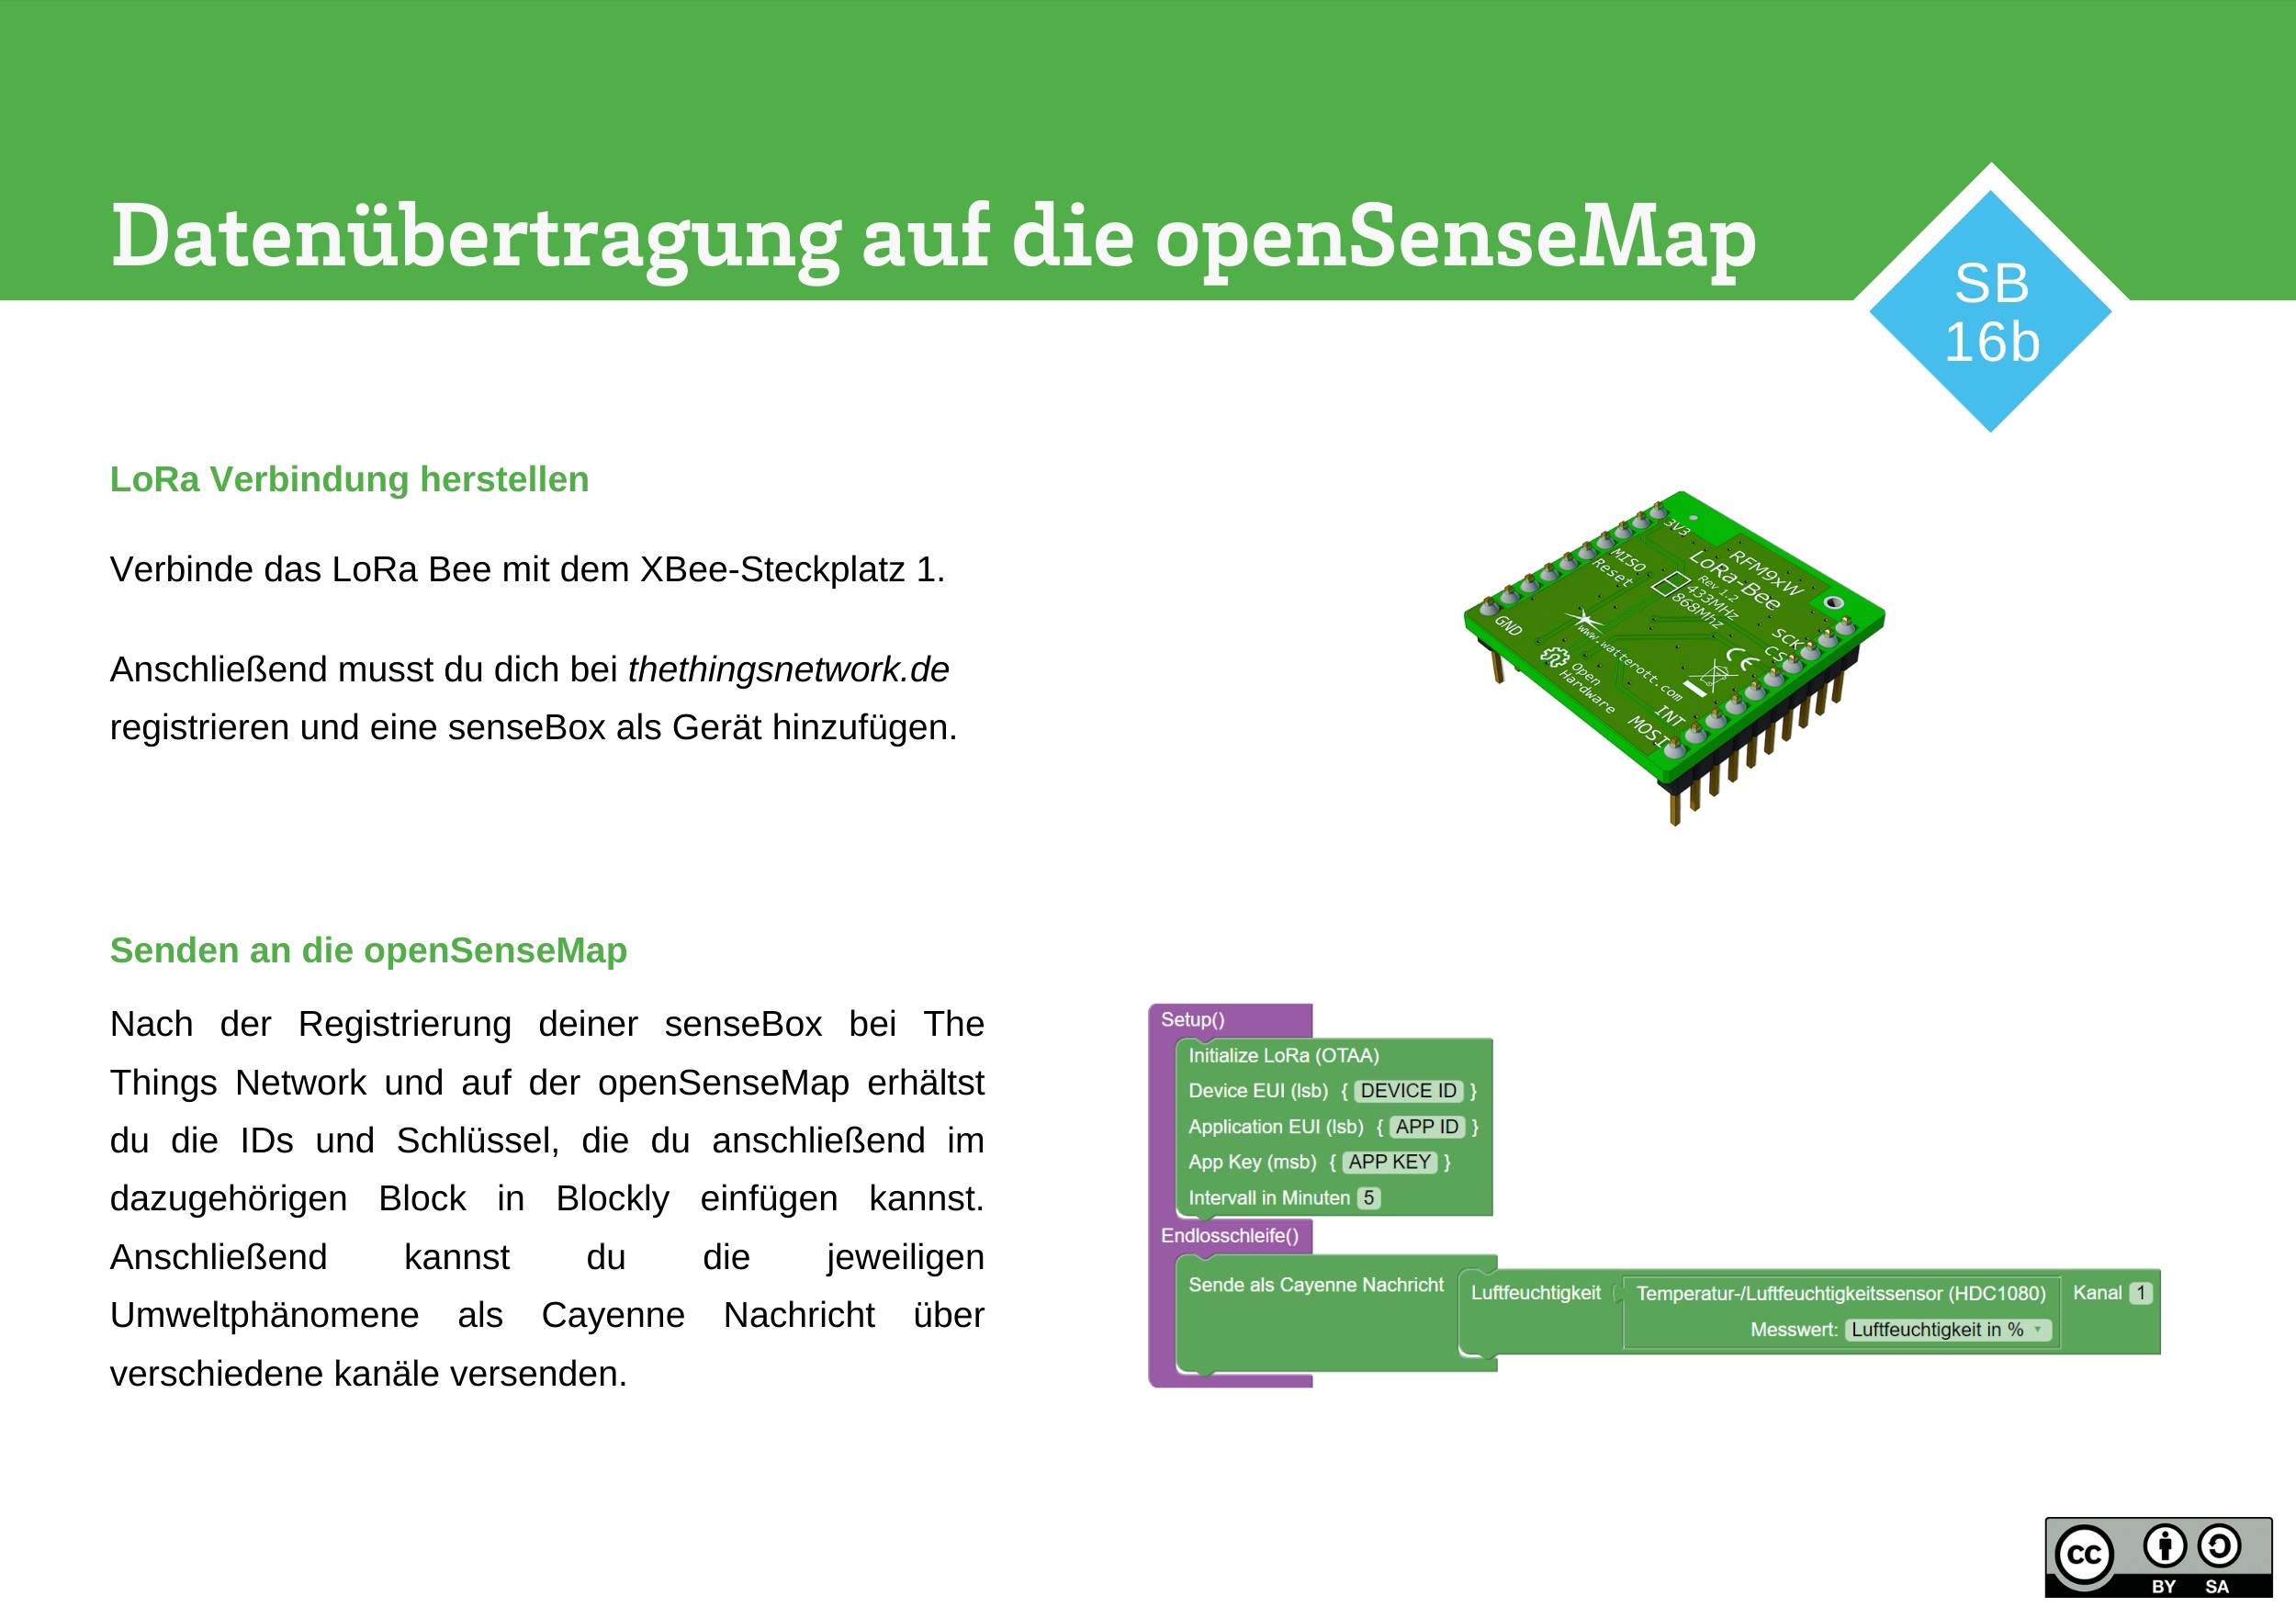 Datenübertragung auf die openSenseMap
SB
16b
LoRa Verbindung herstellen
Verbinde das LoRa Bee mit dem XBee-Steckplatz 1.
Anschließend musst du dich bei thethingsnetwork.de
registrieren und eine senseBox als Gerät hinzufügen.
3V3
MISO
Reset
GND
RFM9xW
LoRa-Bee
Rev 1.2
433MHz
868Mhz
www.watterott.com
Open
Hardware
SCK
CS
CE
INT
MOSI
Senden an die openSenseMap
Nach der Registrierung deiner senseBox bei The
Things Network und auf der openSenseMap erhältst
du die IDs und Schlüssel, die du anschließend im
dazugehörigen Block in Blockly einfügen kannst.
Anschließend kannst du die jeweiligen
Umweltphänomene als Cayenne Nachricht über
verschiedene kanäle versenden.
Setup()
Initialize LoRa (OTAA)
Device EUI (lsb) { DEVICE ID }
Application EUI (lsb) { APP ID }
App Key (msb) { APP KEY }
Intervall in Minuten 5
Endlosschleife()
Sende als Cayenne Nachricht Luftfeuchtigkeit Temperatur-/Luftfeuchtigkeitssensor (HDC1080) Kanal 1
Messwert: Luftfeuchtigkeit in %
cc
BY SA